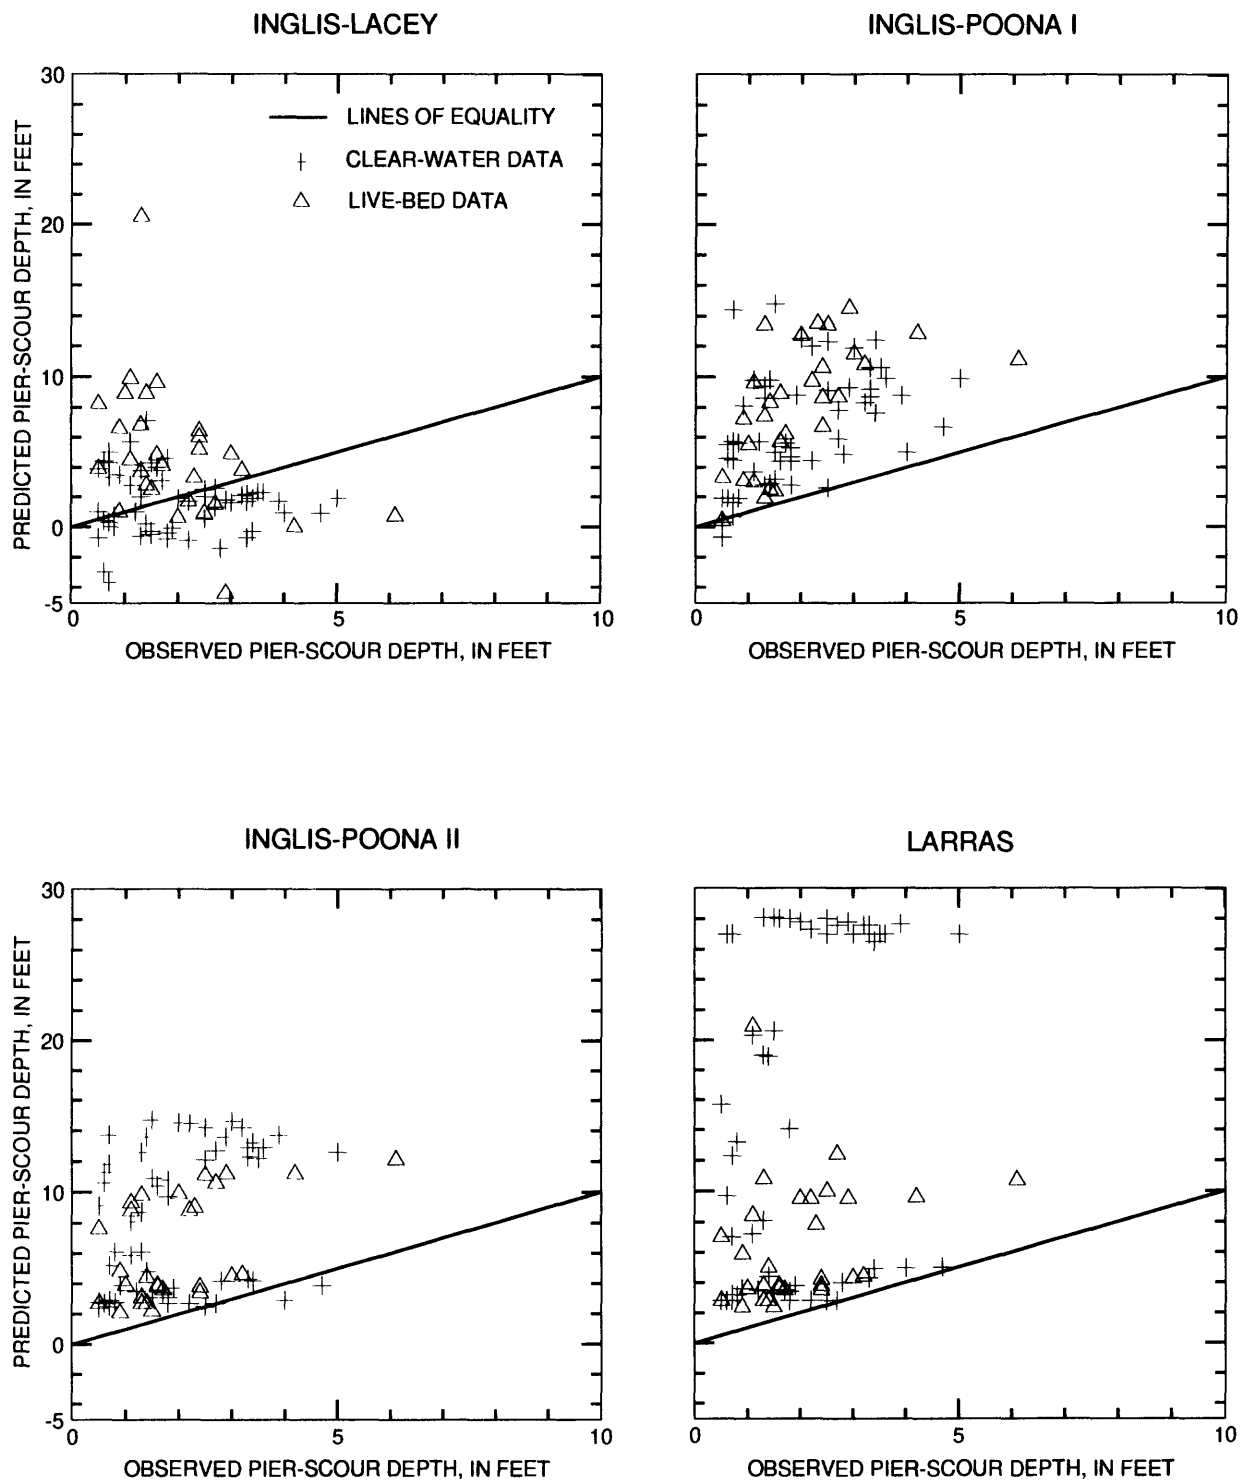 INGLIS-LACEY
INGLIS-POONA I
PREDICTED PIER-SCOUR DEPTH, IN FEET
30
20
10
0
-5
LINES OF EQUALITY
CLEAR-WATER DATA
LIVE-BED DATA
0 5 10
OBSERVED PIER-SCOUR DEPTH, IN FEET
0 5 10
OBSERVED PIER-SCOUR DEPTH, IN FEET
INGLIS-POONA II
LARRAS
PREDICTED PIER-SCOUR DEPTH, IN FEET
30
20
10
0
-5
0 5 10
OBSERVED PIER-SCOUR DEPTH, IN FEET
0 5 10
OBSERVED PIER-SCOUR DEPTH, IN FEET